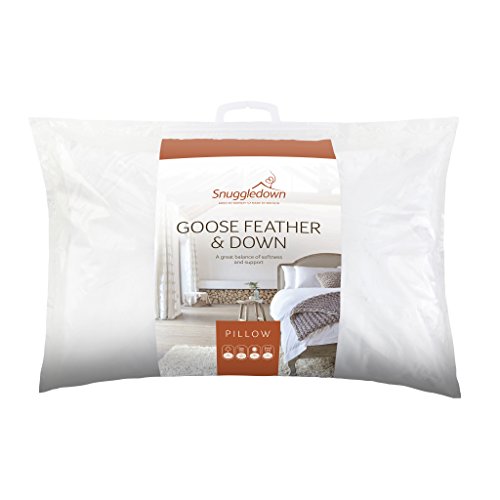 Snuggledown
GOOSE FEATHER
& DOWN
A great balance of softness
and support
PILLOW